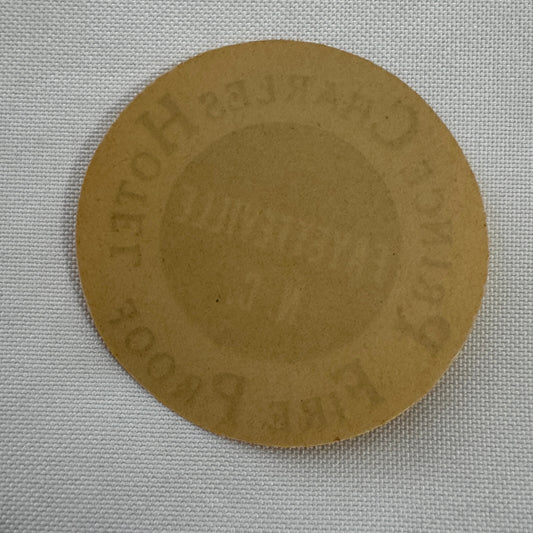 PRINCE CHARLES HOTEL
FIRE PROOF
FAYETTEVILLE
N.C.